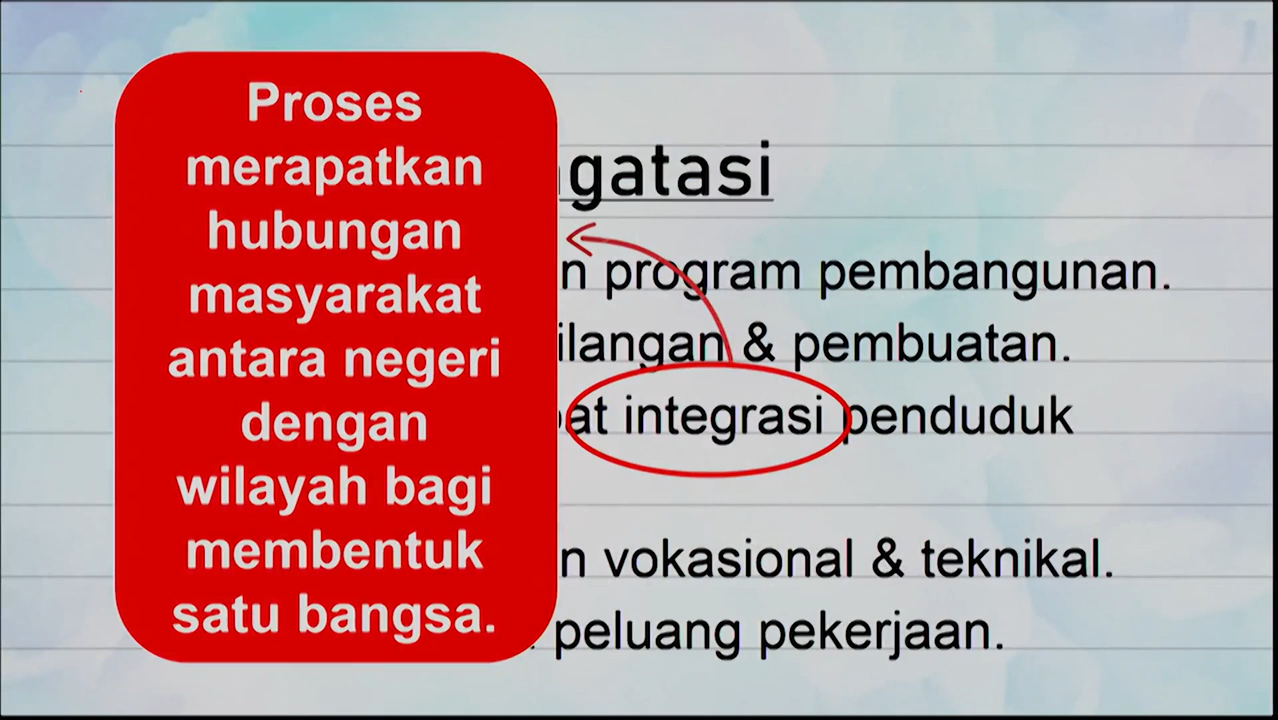 Proses
merapatkan
hubungan
masyarakat
antara negeri
dengan
wilayah bagi
membentuk
satu bangsa.
gatasi
n program pembangunan.
ilangan & pembuatan.
at integrasi penduduk
n vokasional & teknikal.
peluang pekerjaan.